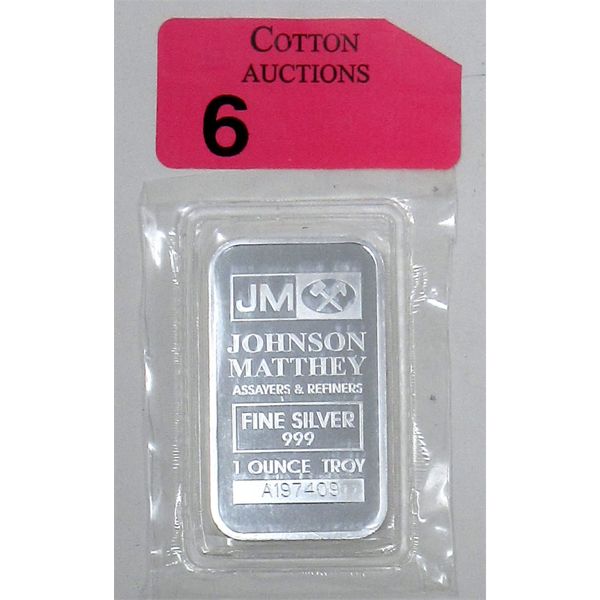 COTTON
AUCTIONS
6
JM
JOHNSON
MATTHEY
ASSAYERS & REFINERS
FINE SILVER
999
1 OUNCE TROY
A197409